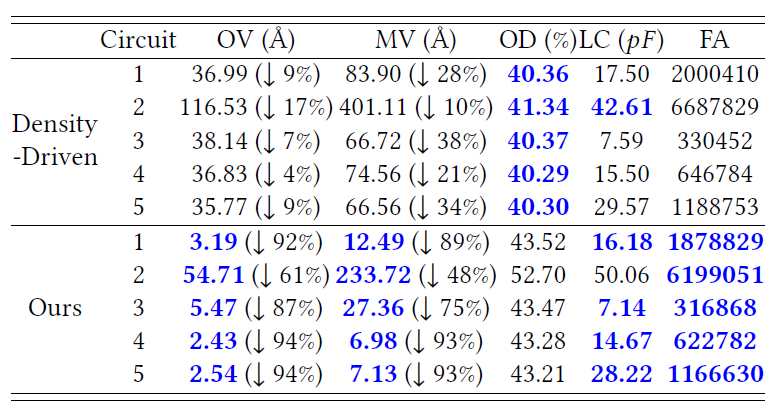 Circuit OV (Å) MV (Å) OD (%) LC (pF) FA
Density-Driven
1 36.99 (↓ 9%) 83.90 (↓ 28%) 40.36 17.50 2000410
2 116.53 (↓ 17%) 401.11 (↓ 10%) 41.34 42.61 6687829
3 38.14 (↓ 7%) 66.72 (↓ 38%) 40.37 7.59 330452
4 36.83 (↓ 4%) 74.56 (↓ 21%) 40.29 15.50 646784
5 35.77 (↓ 9%) 66.56 (↓ 34%) 40.30 29.57 1188753
Ours
1 3.19 (↓ 92%) 12.49 (↓ 89%) 43.52 16.18 1878829
2 54.71 (↓ 61%) 233.72 (↓ 48%) 52.70 50.06 6199051
3 5.47 (↓ 87%) 27.36 (↓ 75%) 43.47 7.14 316868
4 2.43 (↓ 94%) 6.98 (↓ 93%) 43.28 14.67 622782
5 2.54 (↓ 94%) 7.13 (↓ 93%) 43.21 28.22 1166630